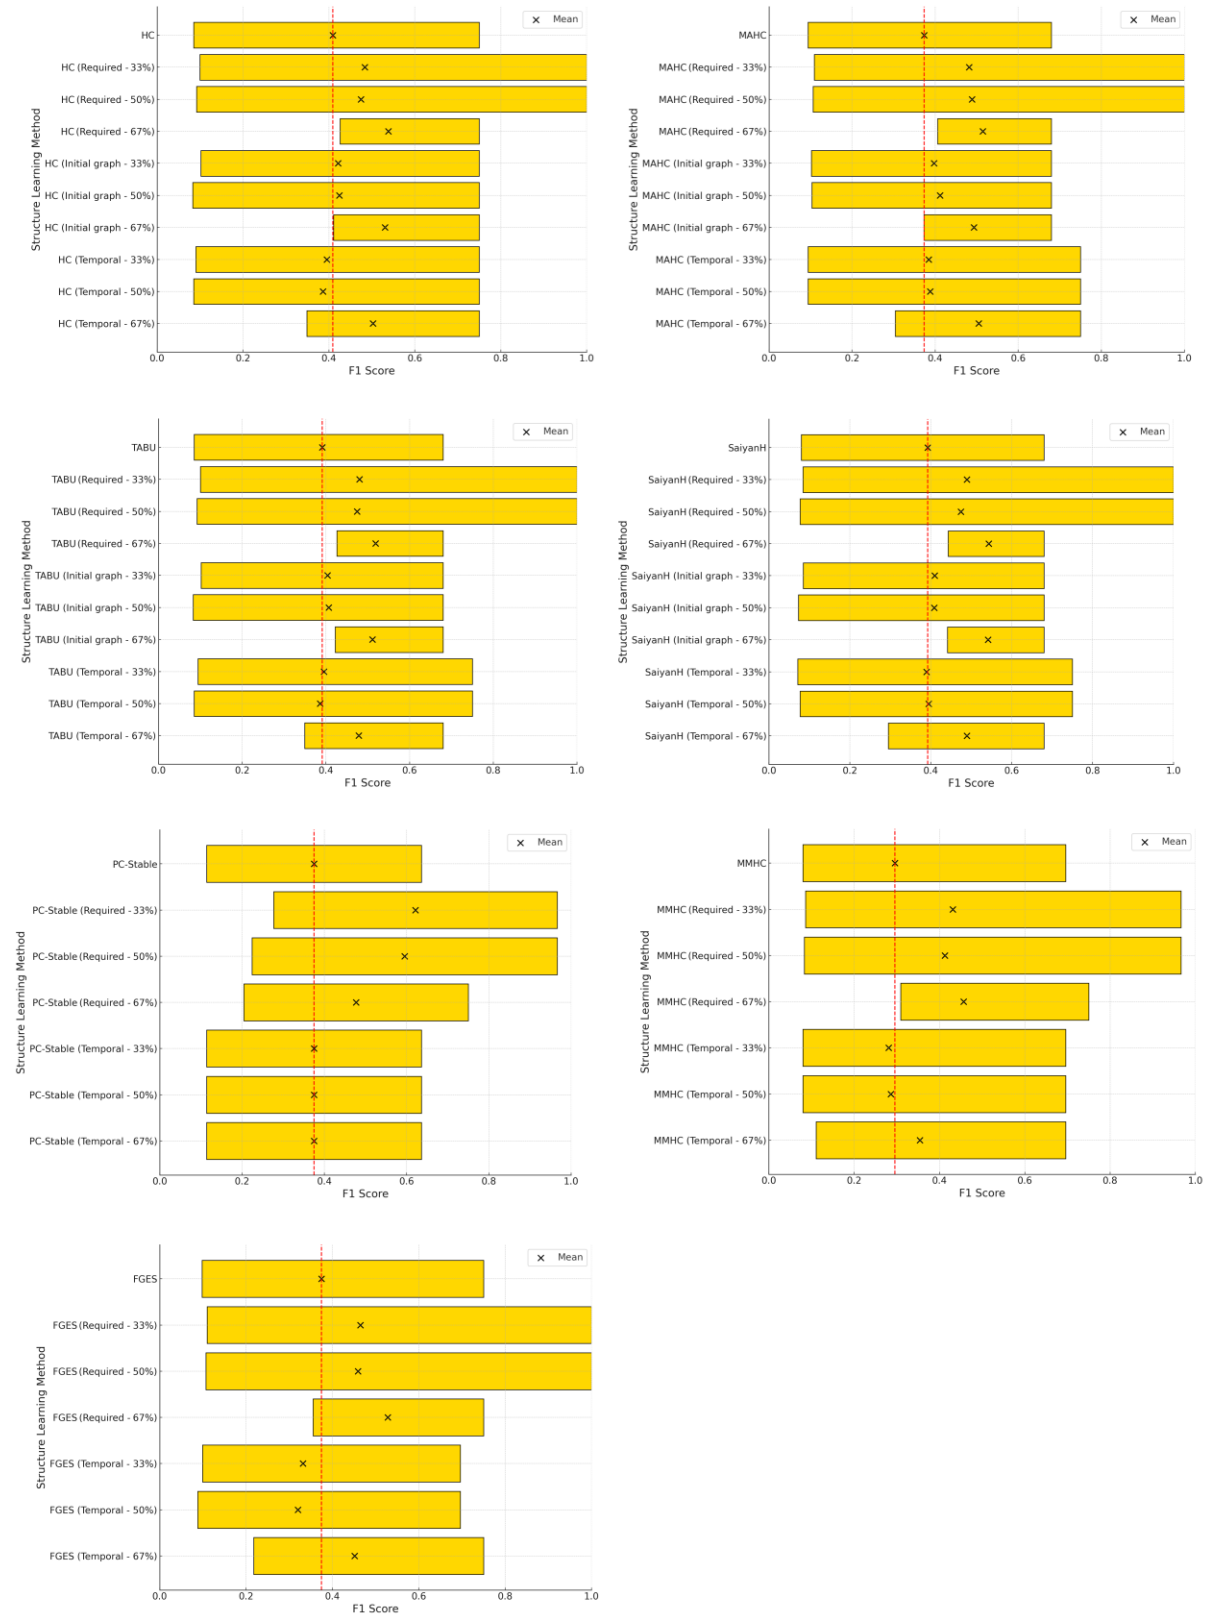 Mean
HC
HC (Required - 33%)
HC (Required - 50%)
HC (Required - 67%)
HC (Initial graph - 33%)
HC (Initial graph - 50%)
HC (Initial graph - 67%)
HC (Temporal - 33%)
HC (Temporal - 50%)
HC (Temporal - 67%)
Structure Learning Method
0.0 0.2 0.4 0.6 0.8 1.0
F1 Score
Mean
MAHC
MAHC (Required - 33%)
MAHC (Required - 50%)
MAHC (Required - 67%)
MAHC (Initial graph - 33%)
MAHC (Initial graph - 50%)
MAHC (Initial graph - 67%)
MAHC (Temporal - 33%)
MAHC (Temporal - 50%)
MAHC (Temporal - 67%)
Structure Learning Method
0.0 0.2 0.4 0.6 0.8 1.0
F1 Score
Mean
TABU
TABU (Required - 33%)
TABU (Required - 50%)
TABU (Required - 67%)
TABU (Initial graph - 33%)
TABU (Initial graph - 50%)
TABU (Initial graph - 67%)
TABU (Temporal - 33%)
TABU (Temporal - 50%)
TABU (Temporal - 67%)
Structure Learning Method
0.0 0.2 0.4 0.6 0.8 1.0
F1 Score
Mean
SaiyanH
SaiyanH (Required - 33%)
SaiyanH (Required - 50%)
SaiyanH (Required - 67%)
SaiyanH (Initial graph - 33%)
SaiyanH (Initial graph - 50%)
SaiyanH (Initial graph - 67%)
SaiyanH (Temporal - 33%)
SaiyanH (Temporal - 50%)
SaiyanH (Temporal - 67%)
Structure Learning Method
0.0 0.2 0.4 0.6 0.8 1.0
F1 Score
Mean
PC-Stable
PC-Stable (Required - 33%)
PC-Stable (Required - 50%)
PC-Stable (Required - 67%)
PC-Stable (Temporal - 33%)
PC-Stable (Temporal - 50%)
PC-Stable (Temporal - 67%)
Structure Learning Method
0.0 0.2 0.4 0.6 0.8 1.0
F1 Score
Mean
MMHC
MMHC (Required - 33%)
MMHC (Required - 50%)
MMHC (Required - 67%)
MMHC (Temporal - 33%)
MMHC (Temporal - 50%)
MMHC (Temporal - 67%)
Structure Learning Method
0.0 0.2 0.4 0.6 0.8 1.0
F1 Score
Mean
FGES
FGES (Required - 33%)
FGES (Required - 50%)
FGES (Required - 67%)
FGES (Temporal - 33%)
FGES (Temporal - 50%)
FGES (Temporal - 67%)
Structure Learning Method
0.0 0.2 0.4 0.6 0.8 1.0
F1 Score